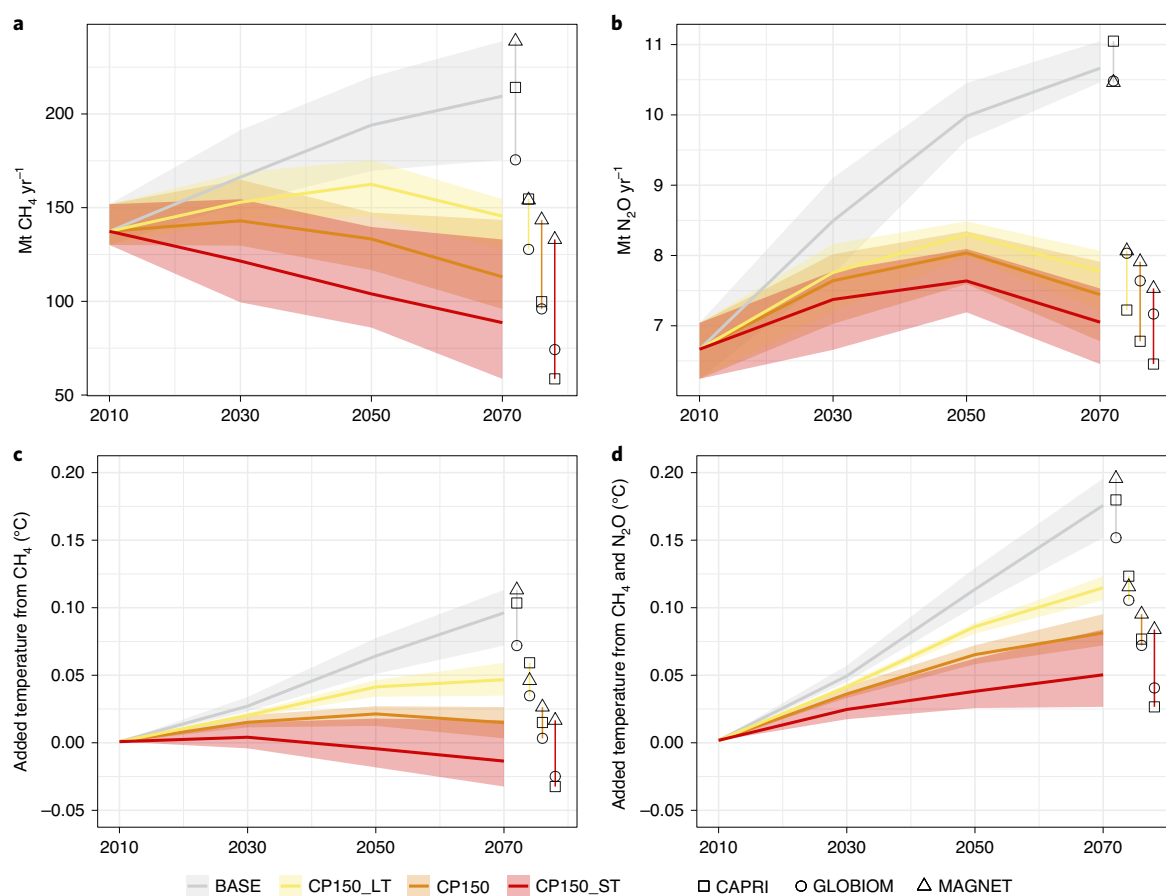 a
b
Mt CH₄ yr⁻¹
200
150
100
50
2010 2030 2050 2070
Mt N₂O yr⁻¹
11
10
9
8
7
2010 2030 2050 2070
c
d
Added temperature from CH₄ (°C)
0.20
0.15
0.10
0.05
0.00
–0.05
2010 2030 2050 2070
Added temperature from CH₄ and N₂O (°C)
0.20
0.15
0.10
0.05
0.00
–0.05
2010 2030 2050 2070
BASE CP150_LT CP150 CP150_ST CAPRI GLOBIOM MAGNET